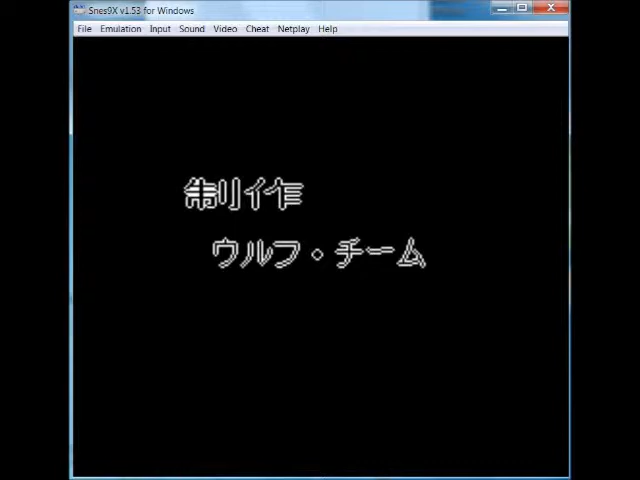 Snes9X v1.53 for Windows
File Emulation Input Sound Video Cheat Netplay Help
制作
ウルフ・チーム